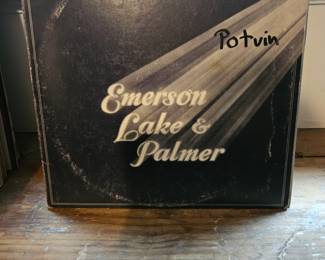 Potvin
Emerson
Lake &
Palmer